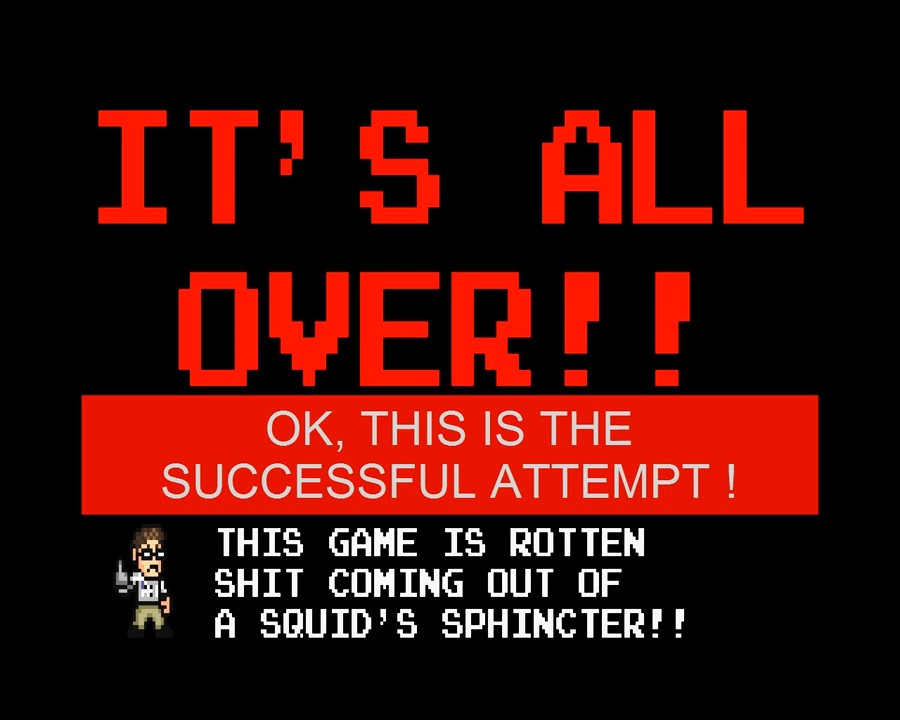 IT'S ALL
OVER!!
OK, THIS IS THE
SUCCESSFUL ATTEMPT !
THIS GAME IS ROTTEN
SHIT COMING OUT OF
A SQUID'S SPHINCTER!!